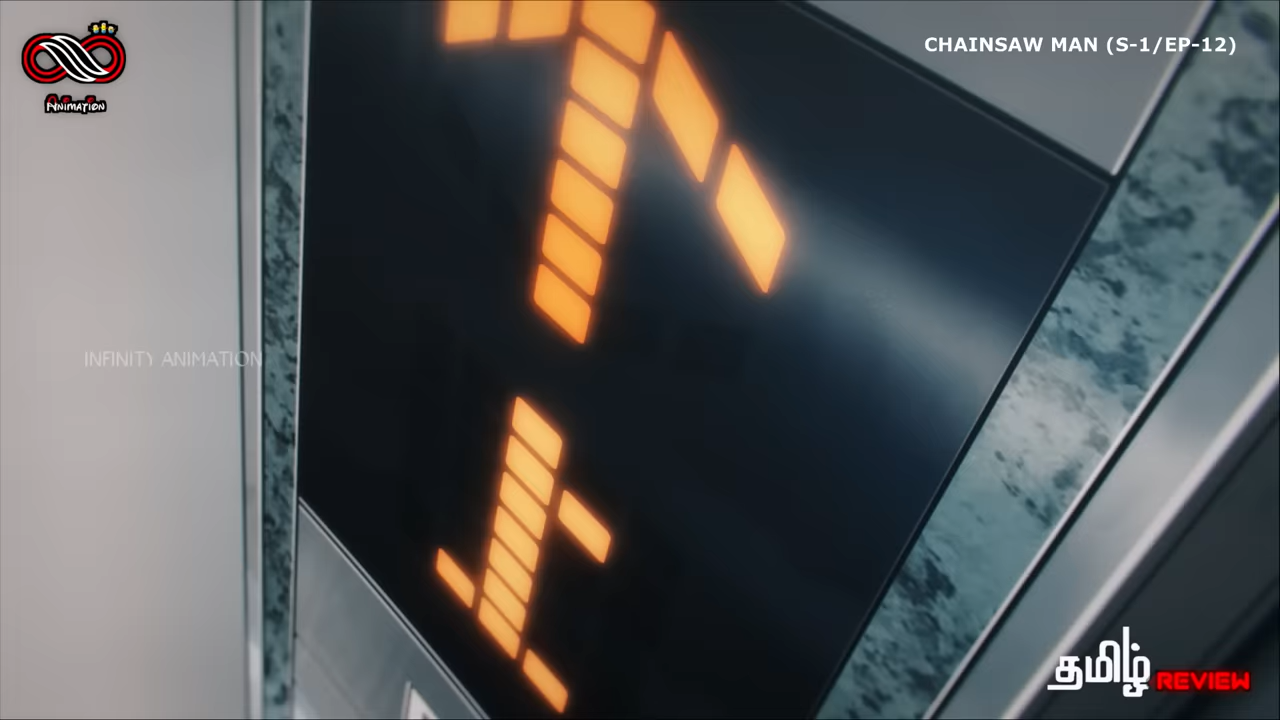 Animation
CHAINSAW MAN (S-1/EP-12)
INFINITY ANIMATION
தமிழ் REVIEW